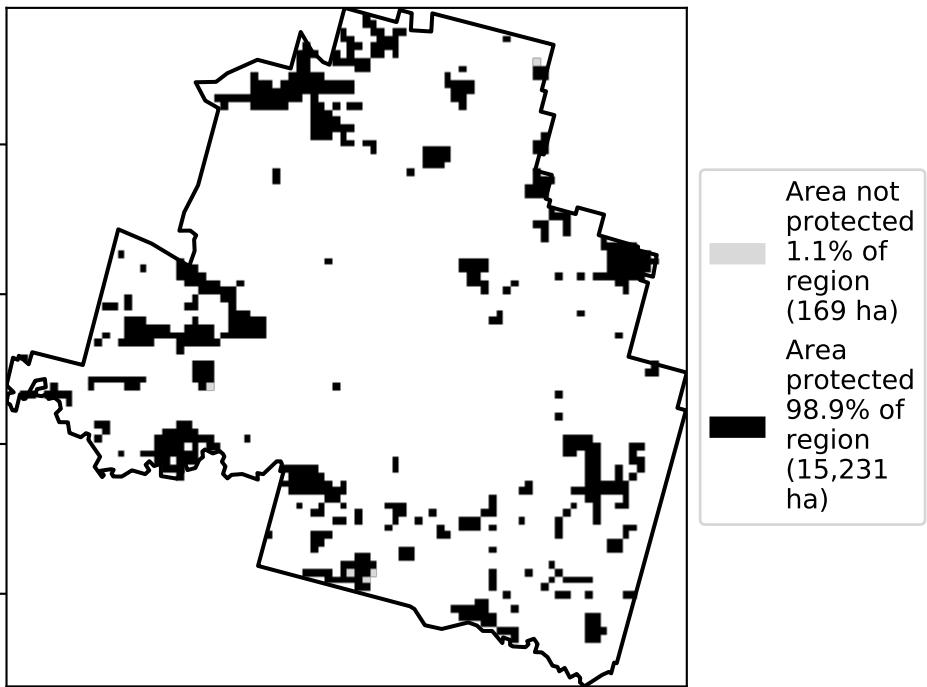 Area not
protected
1.1% of
region
(169 ha)
Area
protected
98.9% of
region
(15,231
ha)